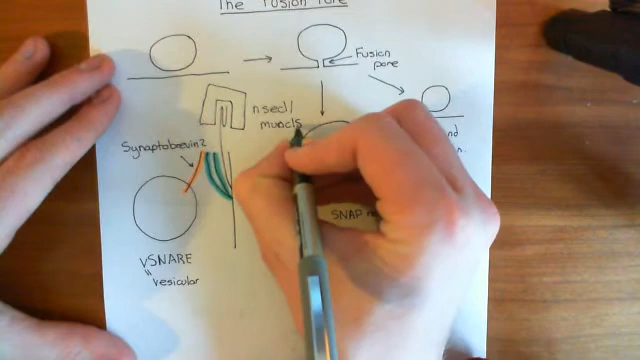 The Fusion Pore
Fusion
pore
nsec1/
munc18
Synaptobrevin2
SNAP
VSNARE
"
vesicular